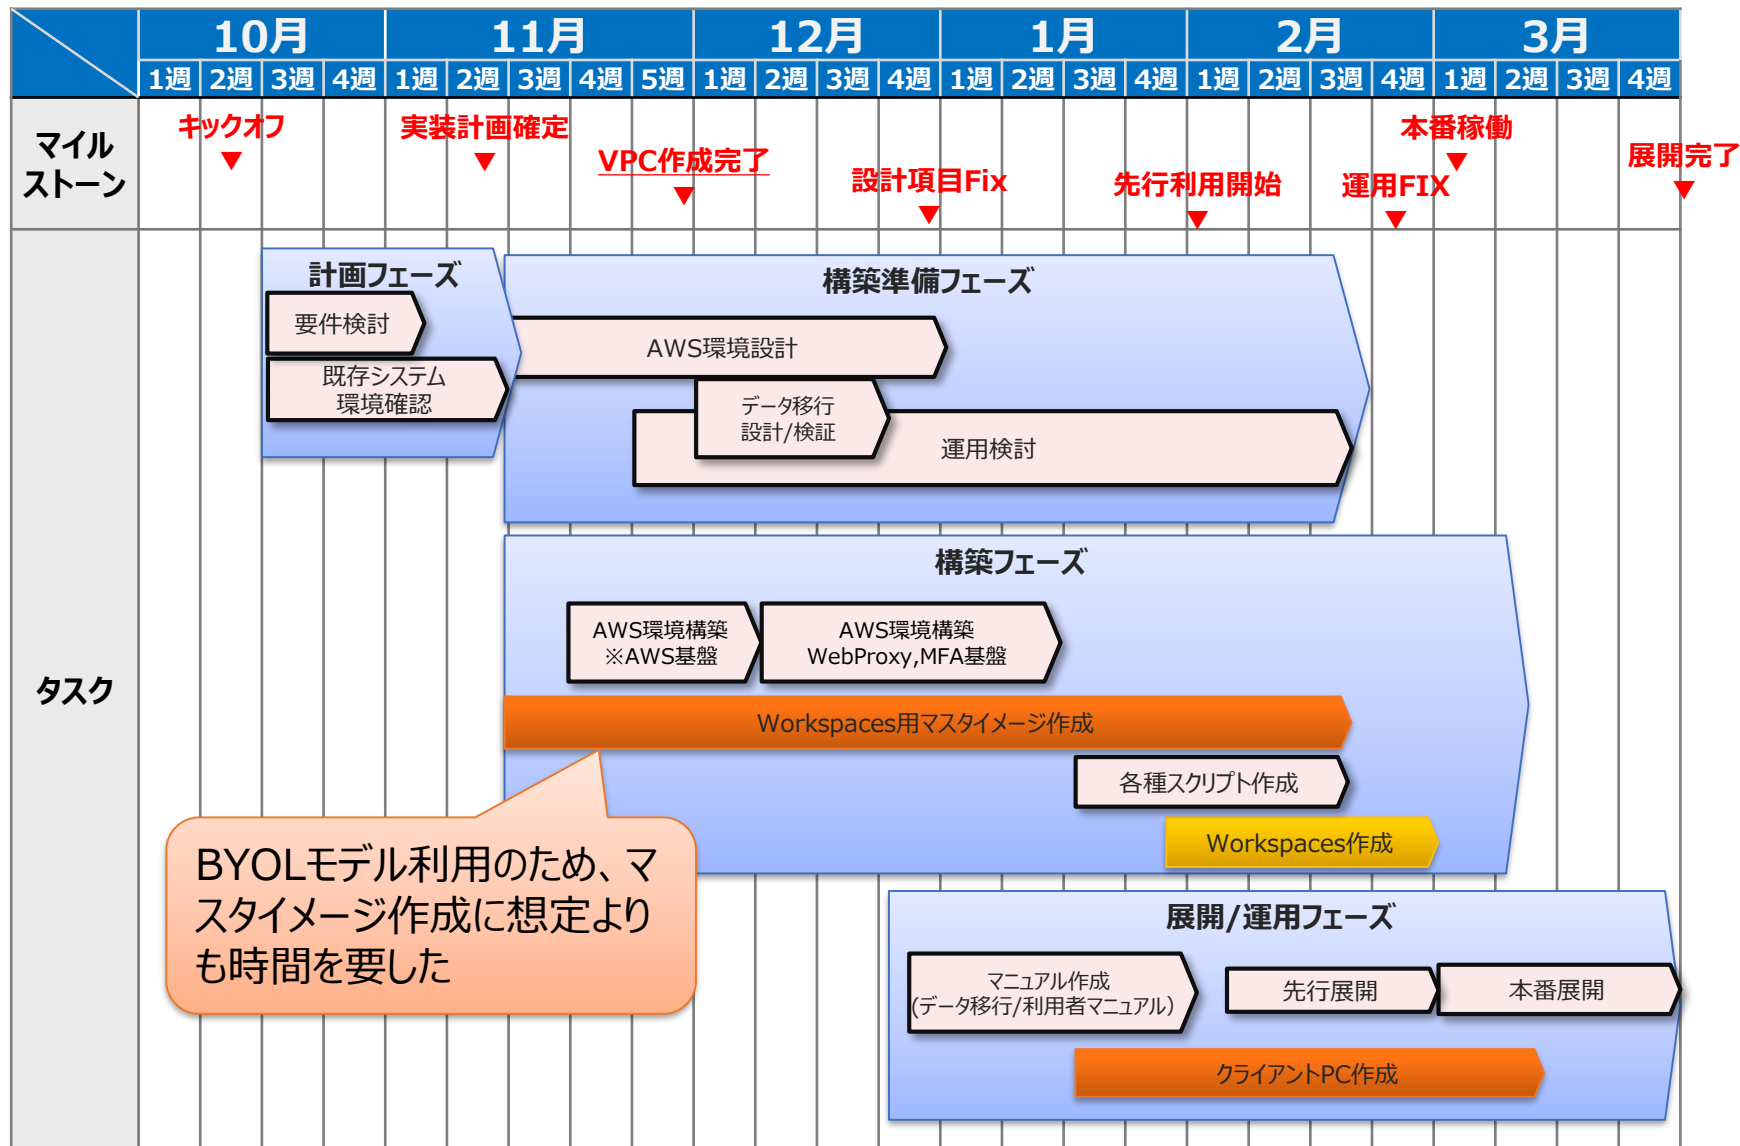 10月 11月 12月 1月 2月 3月
1週 2週 3週 4週 1週 2週 3週 4週 5週 1週 2週 3週 4週 1週 2週 3週 4週 1週 2週 3週 4週 1週 2週 3週 4週
マイル
ストーン
キックオフ
実装計画確定
VPC作成完了
設計項目Fix
先行利用開始
運用FIX
本番稼働
展開完了
タスク
計画フェーズ
要件検討
既存システム
環境確認
構築準備フェーズ
AWS環境設計
データ移行
設計/検証
運用検討
構築フェーズ
AWS環境構築
※AWS基盤
AWS環境構築
WebProxy,MFA基盤
Workspaces用マスタイメージ作成
各種スクリプト作成
Workspaces作成
BYOLモデル利用のため、マ
スタイメージ作成に想定より
も時間を要した
展開/運用フェーズ
マニュアル作成
(データ移行/利用者マニュアル）
先行展開
本番展開
クライアントPC作成